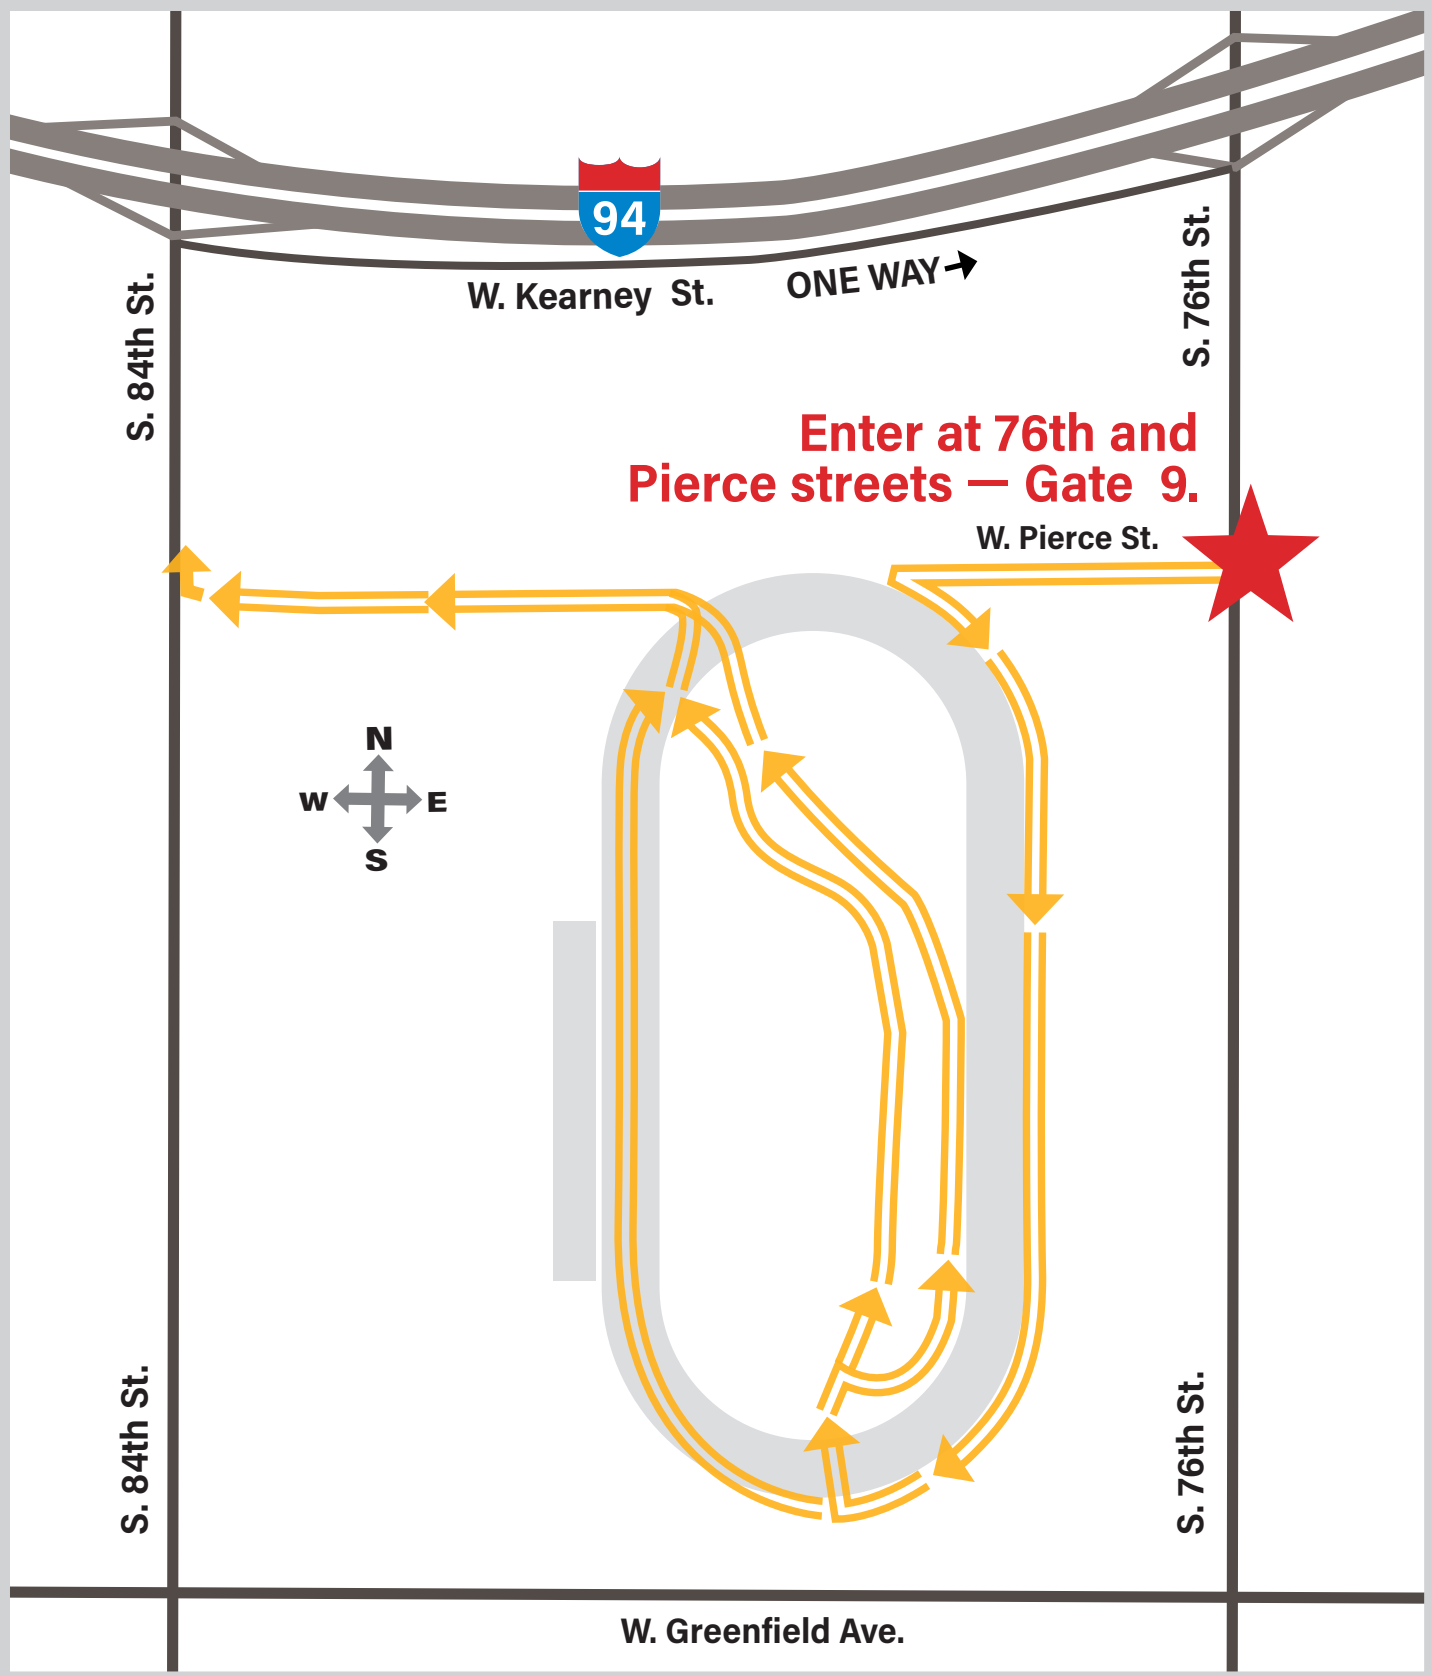 94
W. Kearney St.
ONE WAY
S. 84th St.
S. 76th St.
Enter at 76th and
Pierce streets — Gate 9.
W. Pierce St.
N
W E
S
S. 84th St.
S. 76th St.
W. Greenfield Ave.